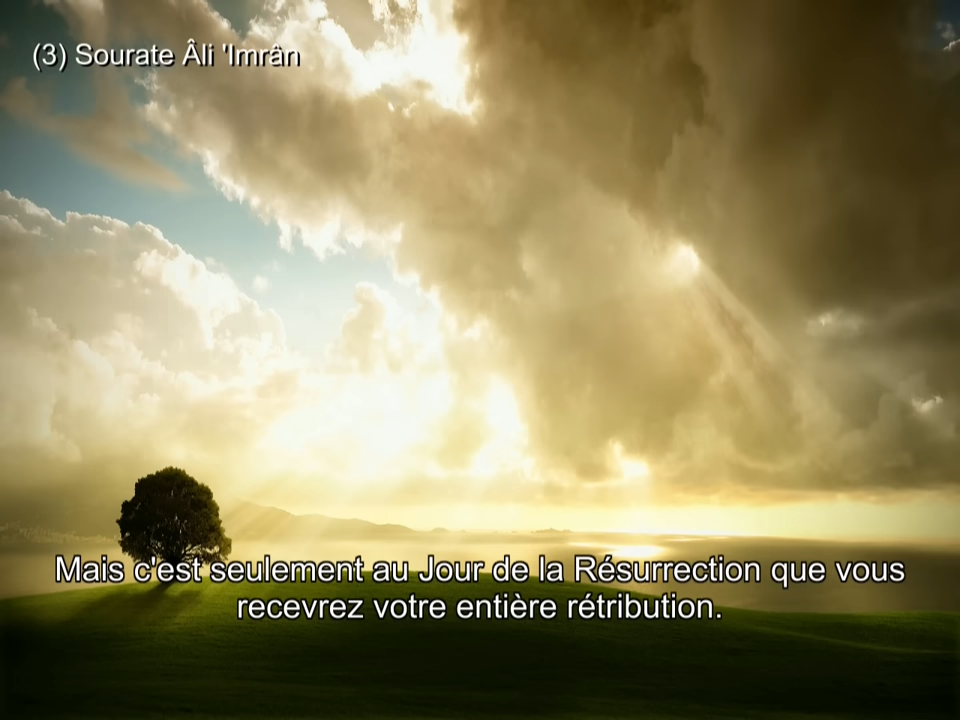 (3) Sourate Âli 'Imrân
Mais c'est seulement au Jour de la Résurrection que vous
recevrez votre entière rétribution.